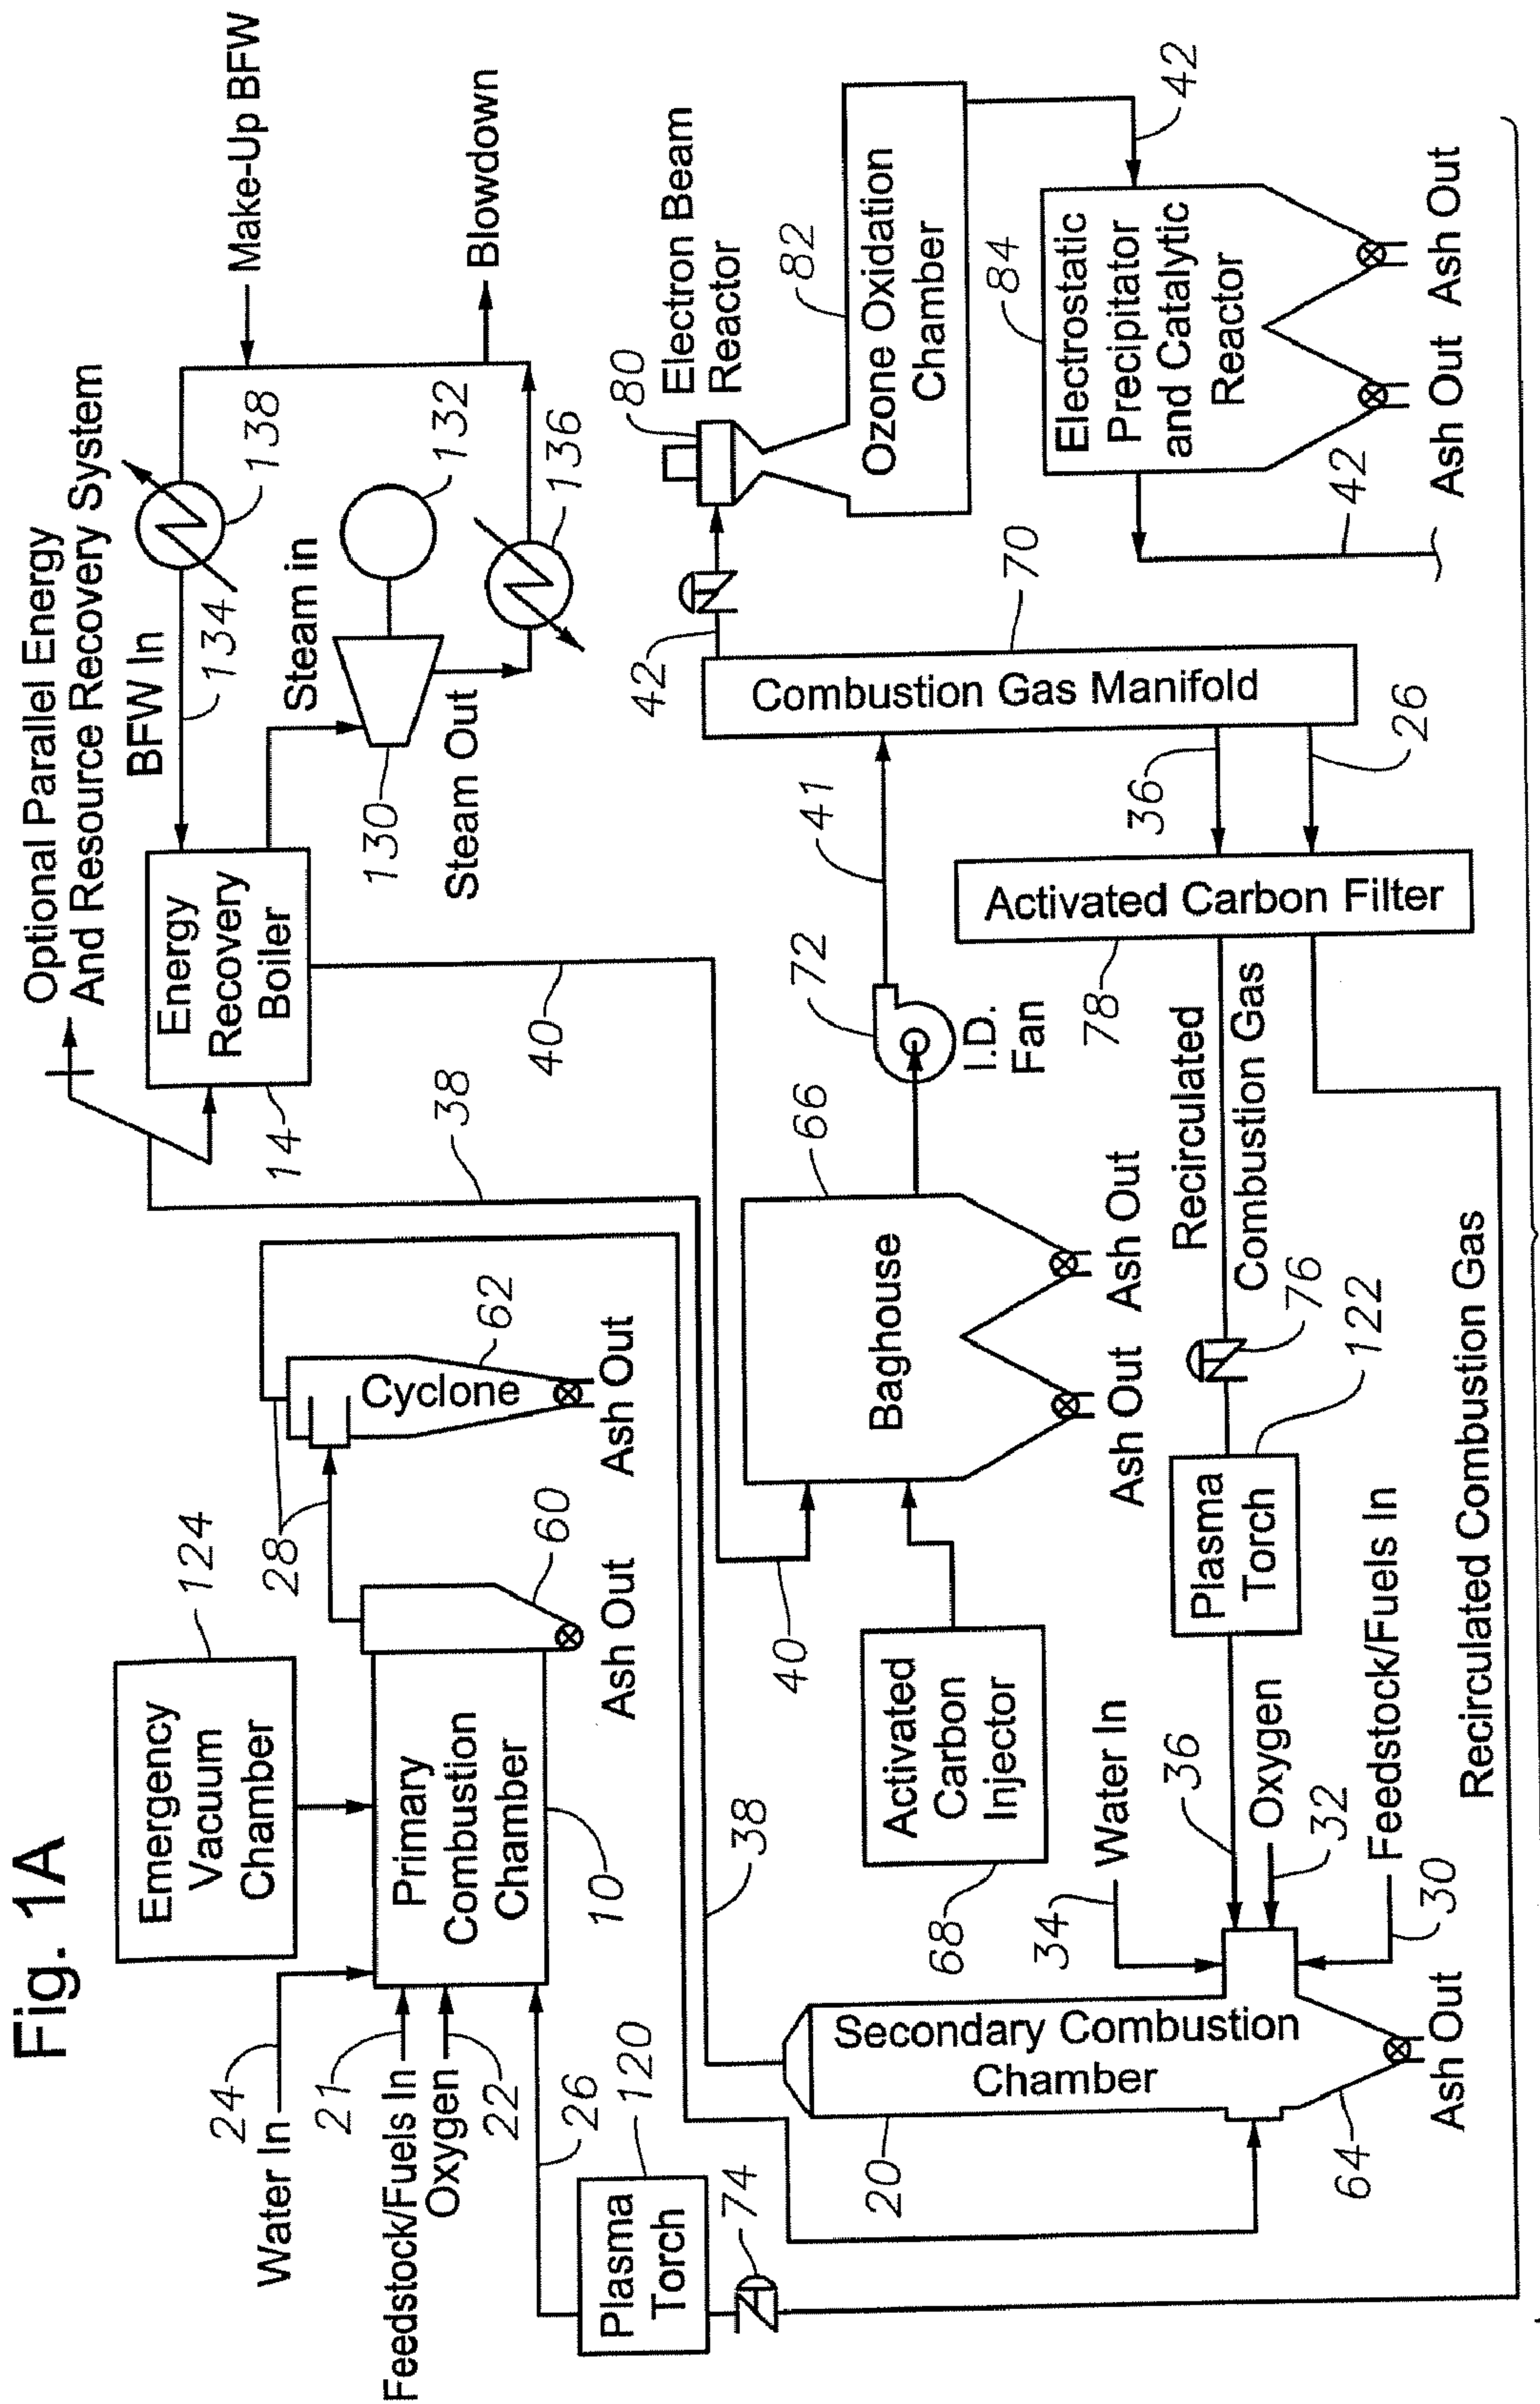 Fig. 1A
Optional Parallel Energy
And Resource Recovery System
Emergency
Vacuum
Chamber
124
Water In
24
21
Feedstock/Fuels In
Oxygen
22
26
Primary
Combustion
Chamber
10
60
Ash Out
28
Cyclone
62
Ash Out
Energy
Recovery
Boiler
14
BFW In
134
138
Make-Up BFW
Steam in
132
130
Steam Out
136
Blowdown
38
40
Plasma
Torch
120
74
38
40
Baghouse
66
Ash Out
Ash Out
Activated
Carbon
Injector
68
72
I.D.
Fan
41
Combustion Gas Manifold
70
42
80
Electron Beam
Reactor
82
Ozone Oxidation
Chamber
42
84
Electrostatic
Precipitator
and Catalytic
Reactor
42
Ash Out
Ash Out
36
26
Activated Carbon Filter
78
Recirculated
Combustion Gas
76
Plasma
Torch
122
Secondary Combustion
Chamber
20
64
Ash Out
Water In
34
36
Oxygen
32
Feedstock/Fuels In
30
Recirculated Combustion Gas